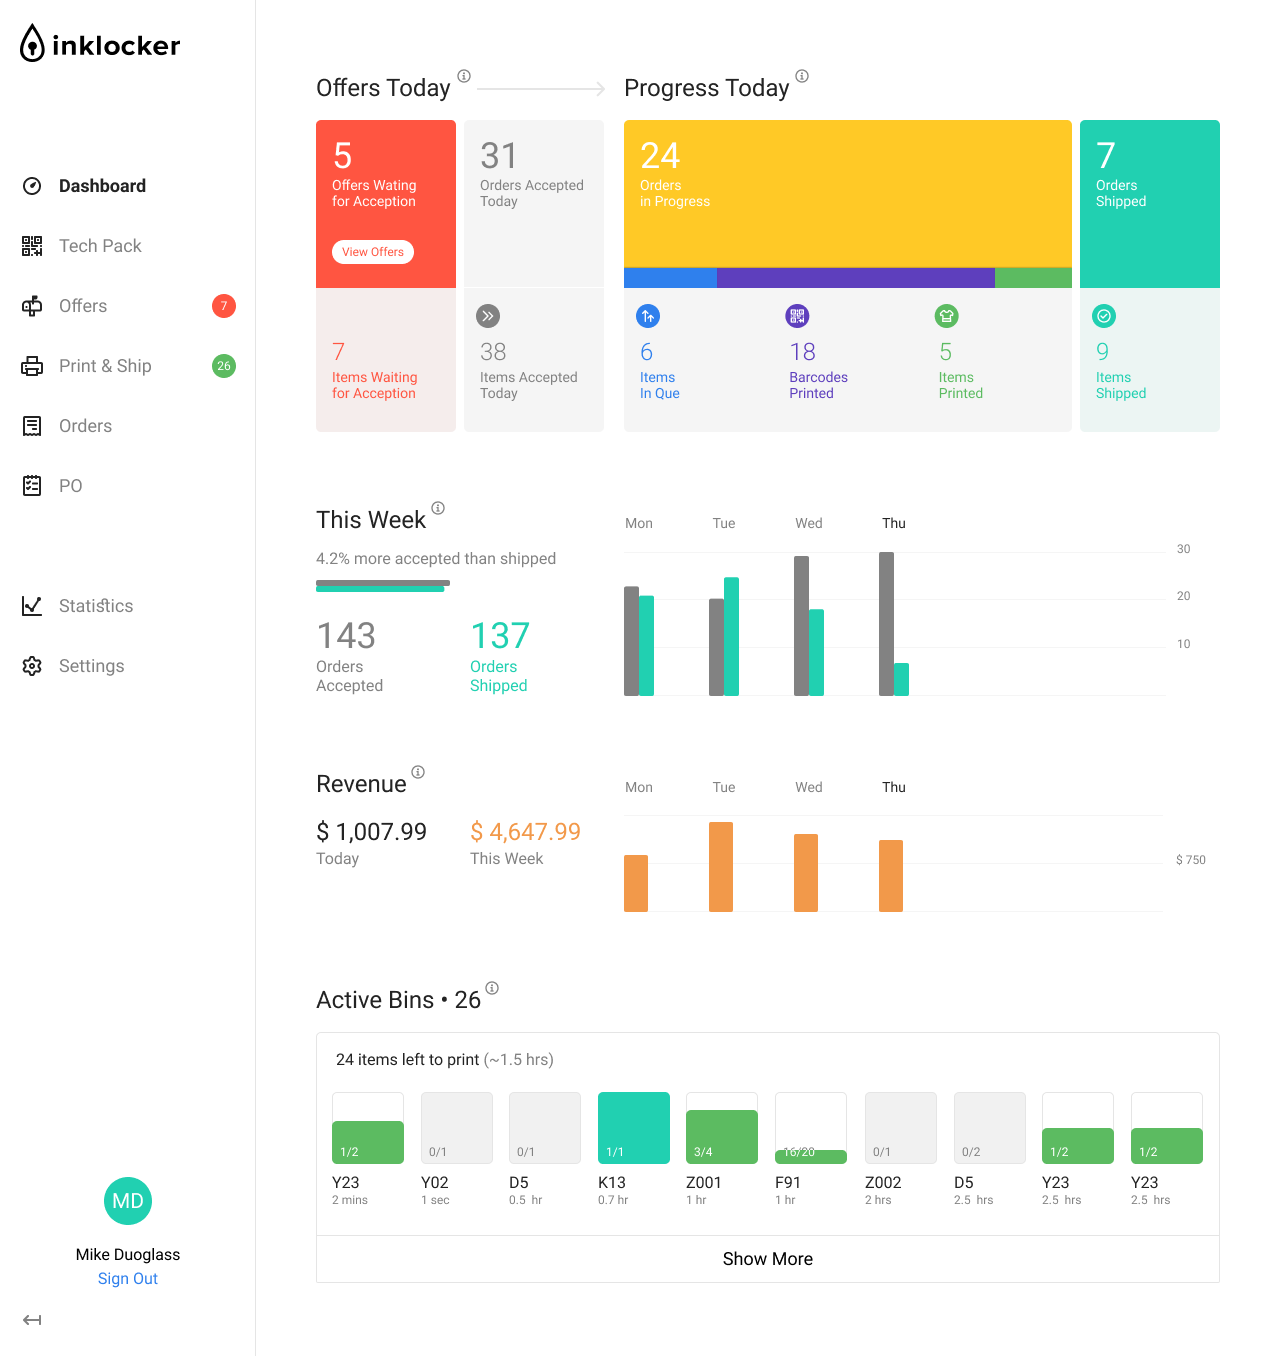 inklocker
Dashboard
Tech Pack
Offers
7
Print & Ship
26
Orders
PO
Statistics
Settings
MD
Mike Duoglass
Sign Out
Offers Today
Progress Today
5
Offers Wating
for Acception
View Offers
31
Orders Accepted
Today
24
Orders
in Progress
7
Orders
Shipped
7
Items Waiting
for Acception
38
Items Accepted
Today
6
Items
In Que
18
Barcodes
Printed
5
Items
Printed
9
Items
Shipped
This Week
4.2% more accepted than shipped
143
Orders
Accepted
137
Orders
Shipped
Mon Tue Wed Thu
30
20
10
Revenue
$ 1,007.99
Today
$ 4,647.99
This Week
Mon Tue Wed Thu
$ 750
Active Bins • 26
24 items left to print (~1.5 hrs)
1/2 0/1 0/1 1/1 3/4 16/20 0/1 0/2 1/2 1/2
Y23 Y02 D5 K13 Z001 F91 Z002 D5 Y23 Y23
2 mins 1 sec 0.5 hr 0.7 hr 1 hr 1 hr 2 hrs 2.5 hrs 2.5 hrs 2.5 hrs
Show More